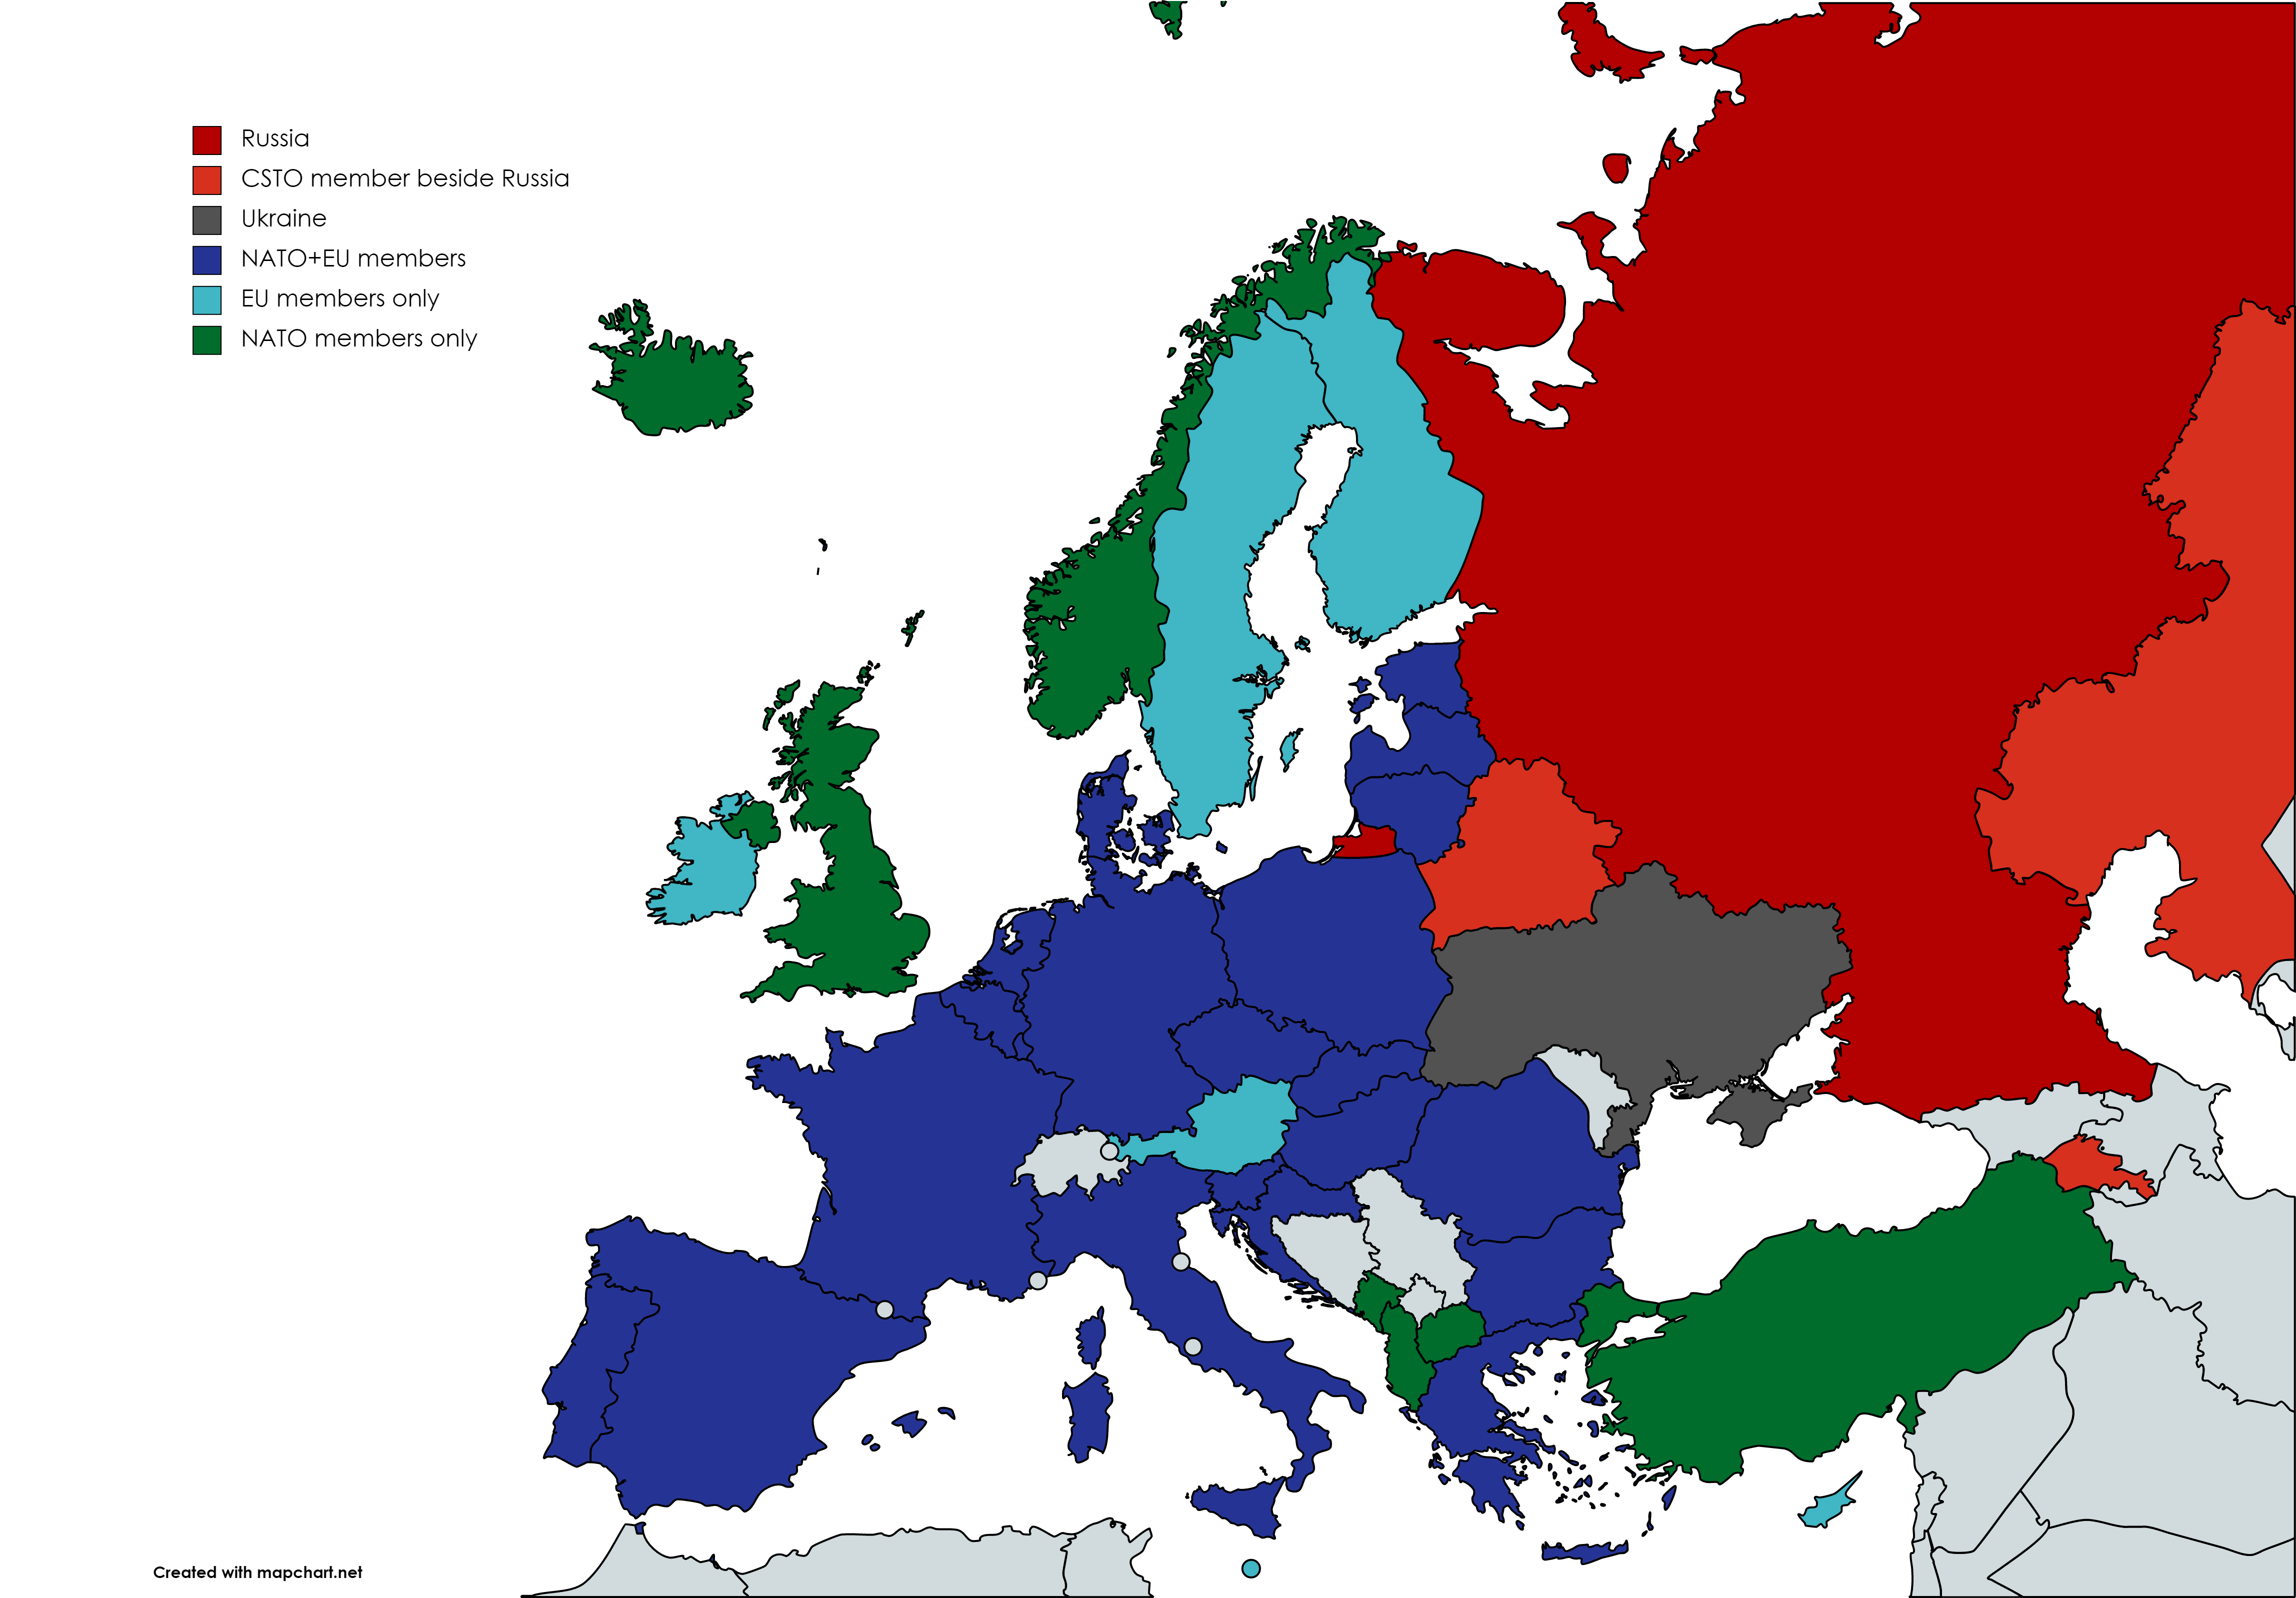 Russia
CSTO member beside Russia
Ukraine
NATO+EU members
EU members only
NATO members only
Created with mapchart.net